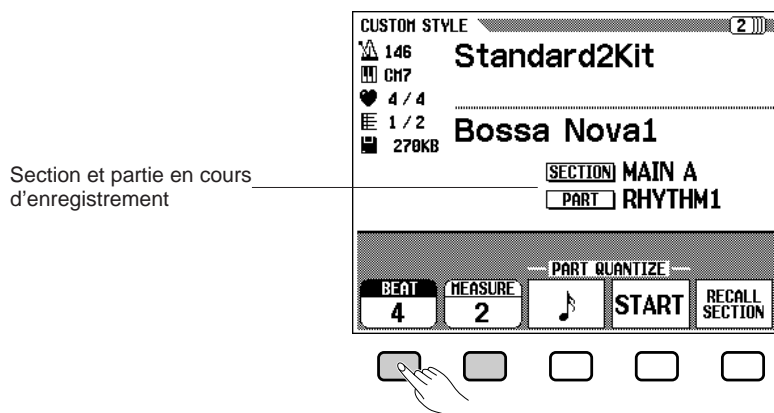 CUSTOM STYLE
2
146
Standard2Kit
CM7
4/4
1/2
Bossa Nova1
270KB
Section et partie en cours
d'enregistrement
SECTION MAIN A
PART RHYTHM1
PART QUANTIZE
BEAT
4
MEASURE
2
START
RECALL
SECTION